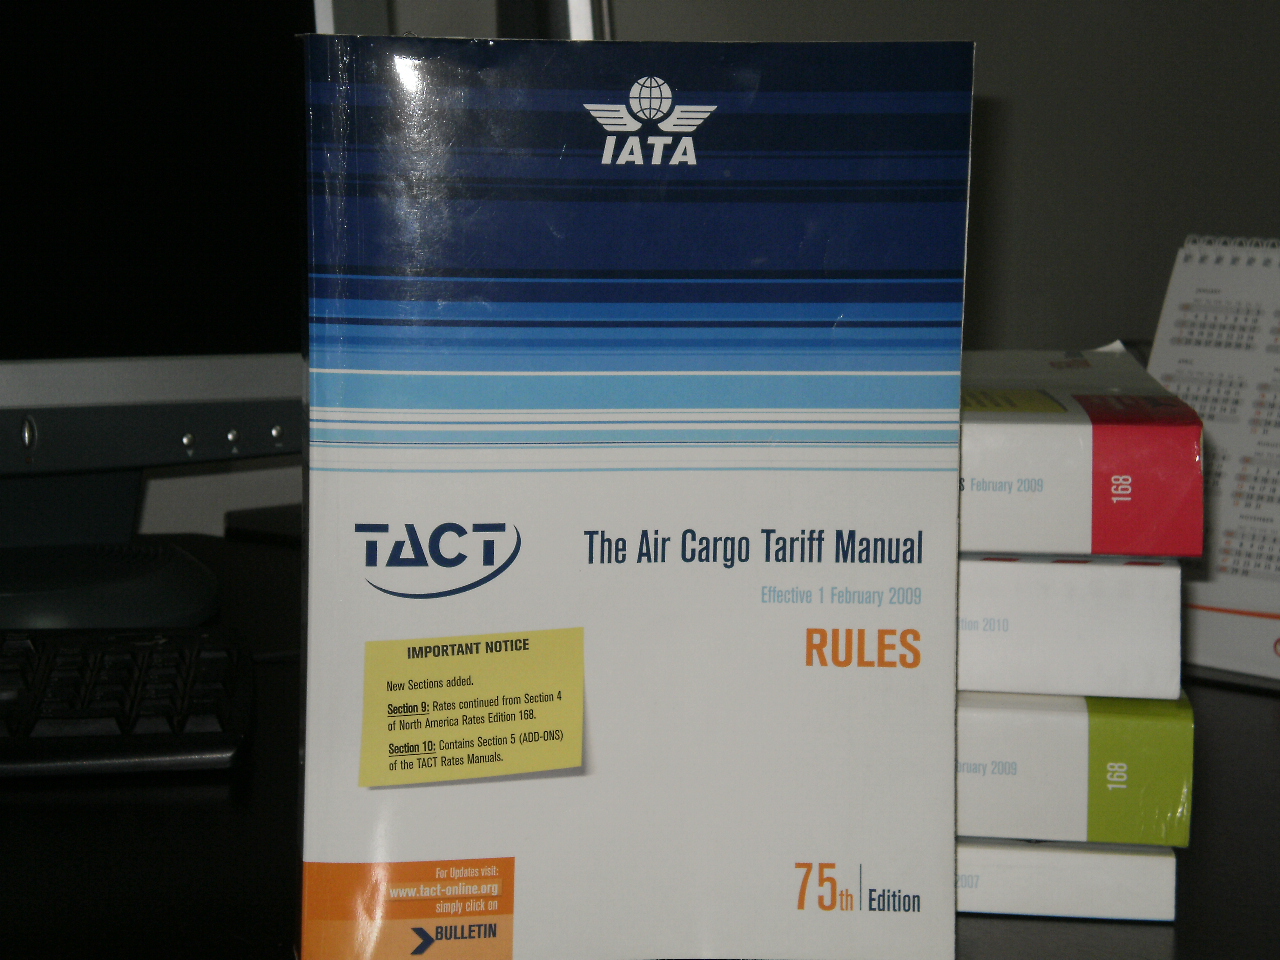 IATA
TACT
The Air Cargo Tariff Manual
Effective 1 February 2009
RULES
IMPORTANT NOTICE
New Sections added.
Section 9: Rates continued from Section 4
of North America Rates Edition 168.
Section 10: Contains Section 5 (ADD-ONS)
of the TACT Rates Manuals.
For Updates visit:
www.tact-online.org
simply click on
BULLETIN
75th Edition
February 2009
168
2010
2009
168
2007